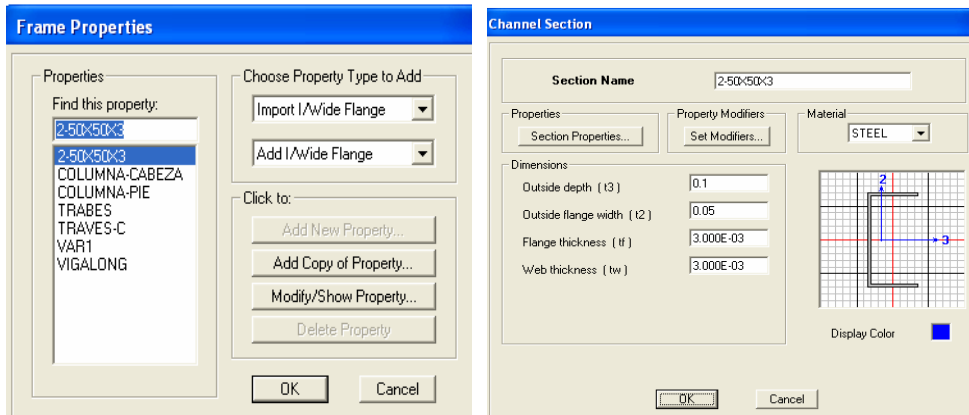 Frame Properties
Properties
Find this property:
2-50X50X3
2-50X50X3
COLUMNA-CABEZA
COLUMNA-PIE
TRABES
TRAVES-C
VAR1
VIGALONG
Choose Property Type to Add
Import I/Wide Flange
Add I/Wide Flange
Click to:
Add New Property...
Add Copy of Property...
Modify/Show Property...
Delete Property
OK Cancel
Channel Section
Section Name 2-50X50X3
Properties Property Modifiers Material
Section Properties... Set Modifiers... STEEL
Dimensions
Outside depth ( t3 ) 0.1
Outside flange width ( t2 ) 0.05
Flange thickness ( tf ) 3.000E-03
Web thickness ( tw ) 3.000E-03
2
3
Display Color
OK Cancel